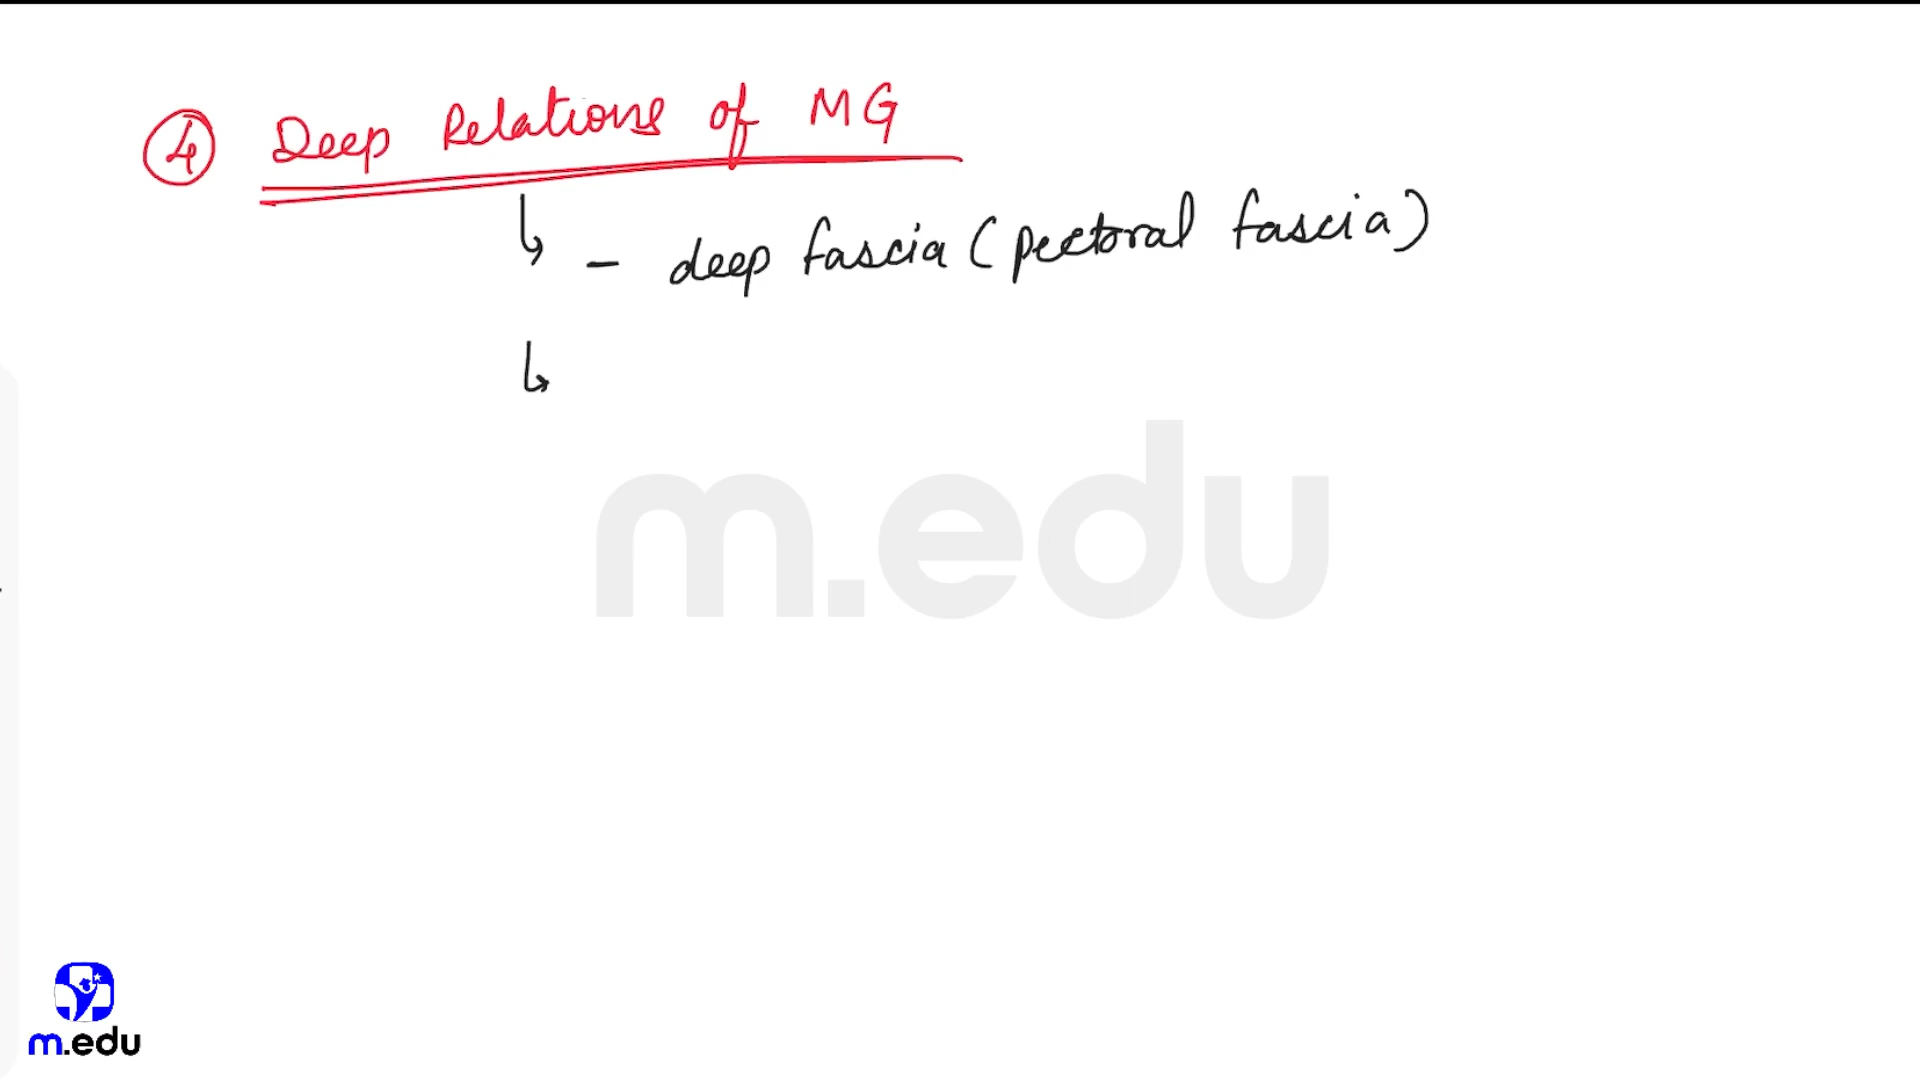 ④ Deep Relations of MG
↳ - deep fascia (pectoral fascia)
↳
m.edu
m.edu